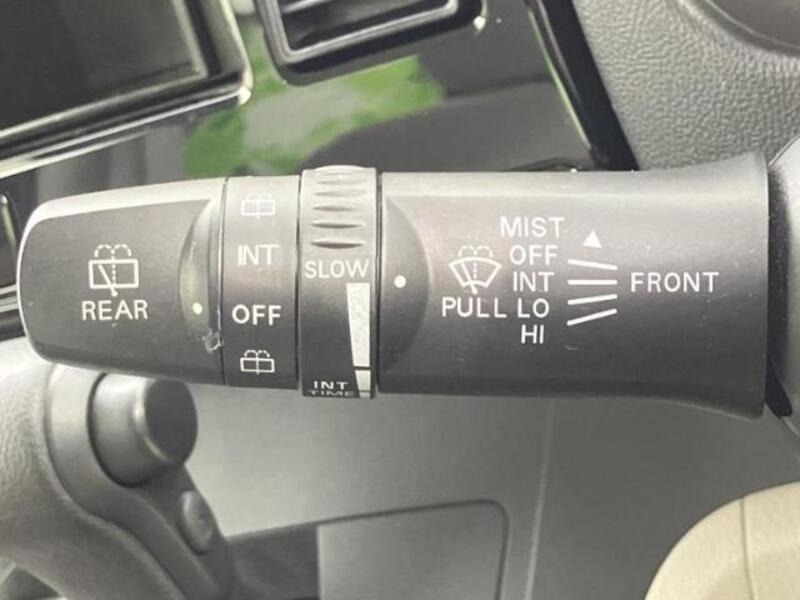 REAR
INT
OFF
SLOW
INT
TIME
PULL
MIST
OFF
INT
LO
HI
FRONT